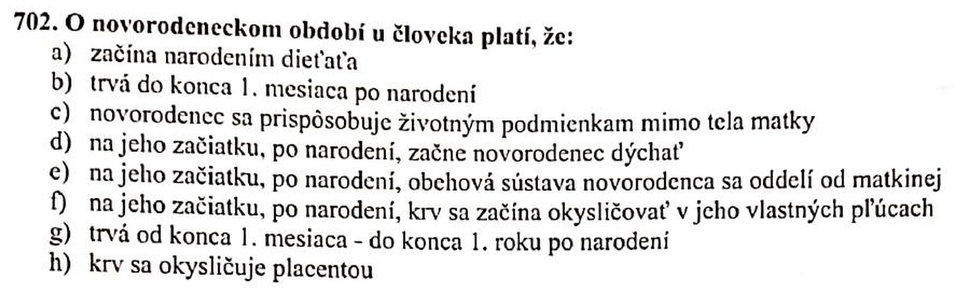 702. O novorodeneckom období u človeka platí, že:
a) začína narodením dieťaťa
b) trvá do konca 1. mesiaca po narodení
c) novorodenec sa prispôsobuje životným podmienkam mimo tela matky
d) na jeho začiatku, po narodení, začne novorodenec dýchať
e) na jeho začiatku, po narodení, obehová sústava novorodenca sa oddelí od matkinej
f) na jeho začiatku, po narodení, krv sa začína okysličovať v jeho vlastných pľúcach
g) trvá od konca 1. mesiaca - do konca 1. roku po narodení
h) krv sa okysličuje placentou